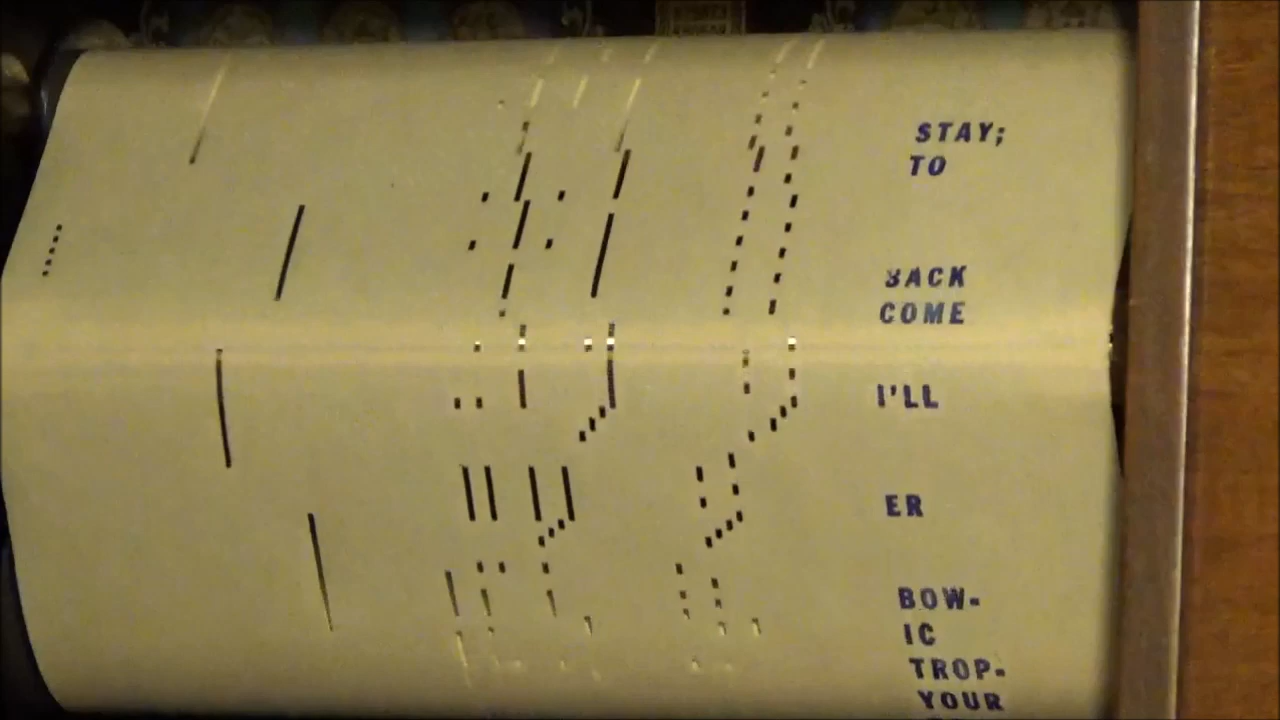 STAY;
TO
BACK
COME
I'LL
ER
BOW-
IC
TROP-
YOUR